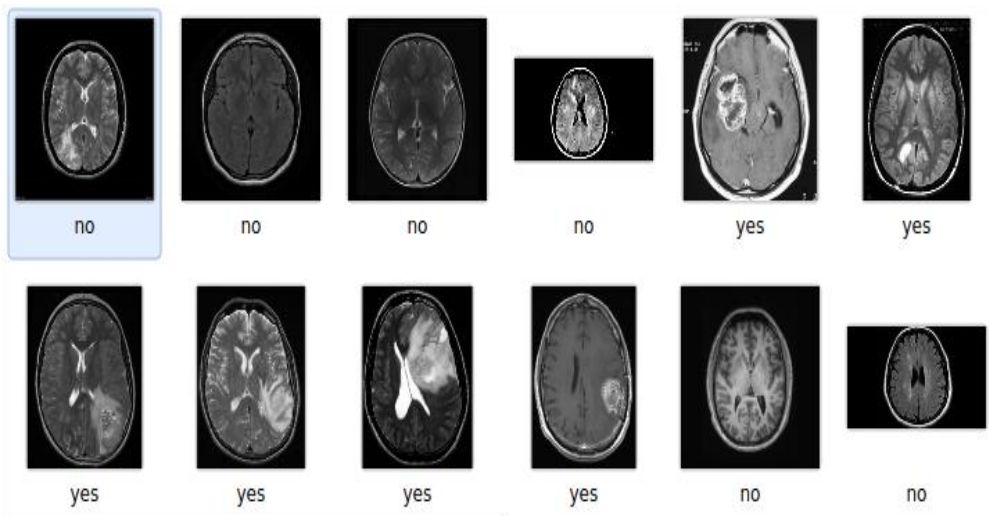 no no no no yes yes
yes yes yes yes no no